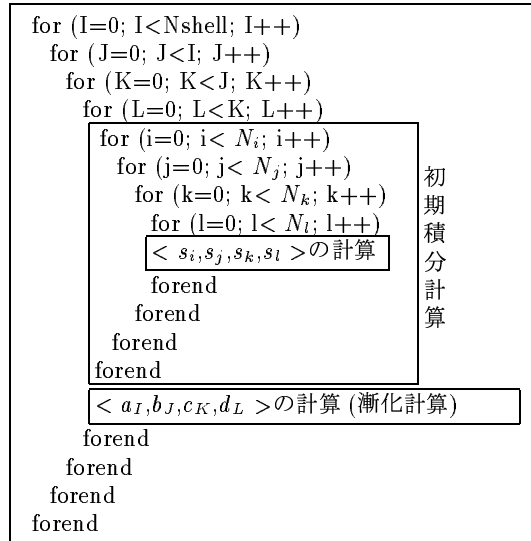 for (I=0; I<Nshell; I++)
for (J=0; J<I; J++)
for (K=0; K<J; K++)
for (L=0; L<K; L++)
for (i=0; i< N_i; i++)
for (j=0; j< N_j; j++)
for (k=0; k< N_k; k++)
for (l=0; l< N_l; l++)
< s_i,s_j,s_k,s_l >の計算
forend
forend
forend
forend
初期積分計算
< a_I,b_J,c_K,d_L >の計算 (漸化計算)
forend
forend
forend
forend